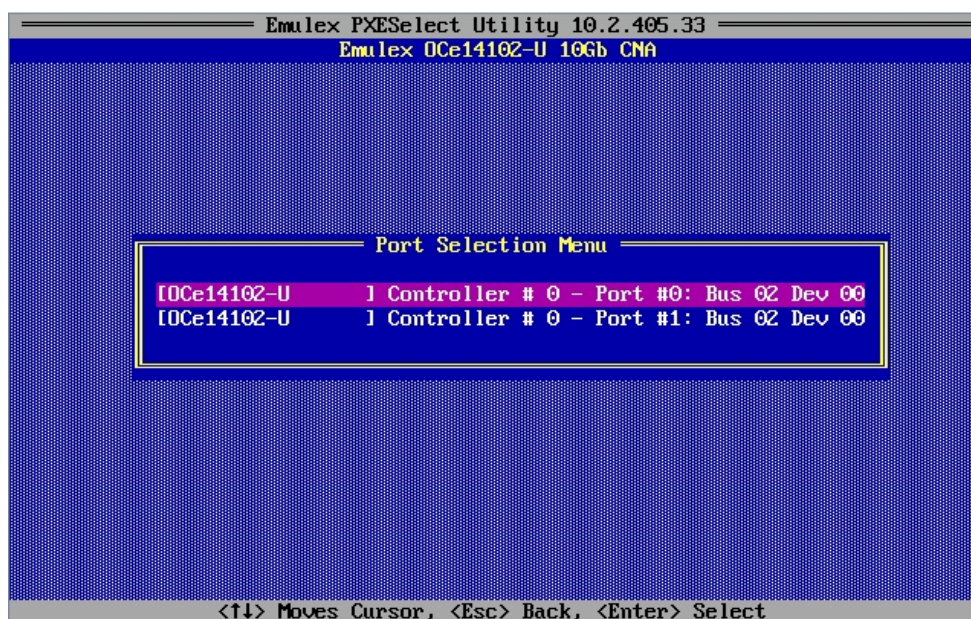 Emulex PXESelect Utility 10.2.405.33
Emulex OCe14102-U 10Gb CNA
Port Selection Menu
[OCe14102-U ] Controller # 0 - Port #0: Bus 02 Dev 00
[OCe14102-U ] Controller # 0 - Port #1: Bus 02 Dev 00
<↑↓> Moves Cursor, <Esc> Back, <Enter> Select